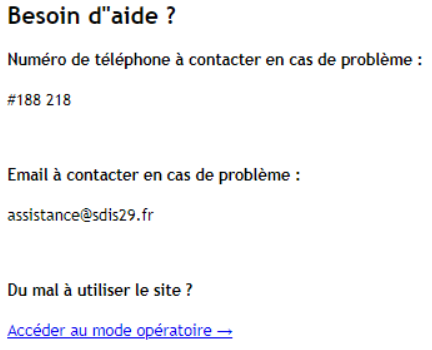 Besoin d"aide ?
Numéro de téléphone à contacter en cas de problème :
#188 218
Email à contacter en cas de problème :
assistance@sdis29.fr
Du mal à utiliser le site ?
Accéder au mode opératoire →